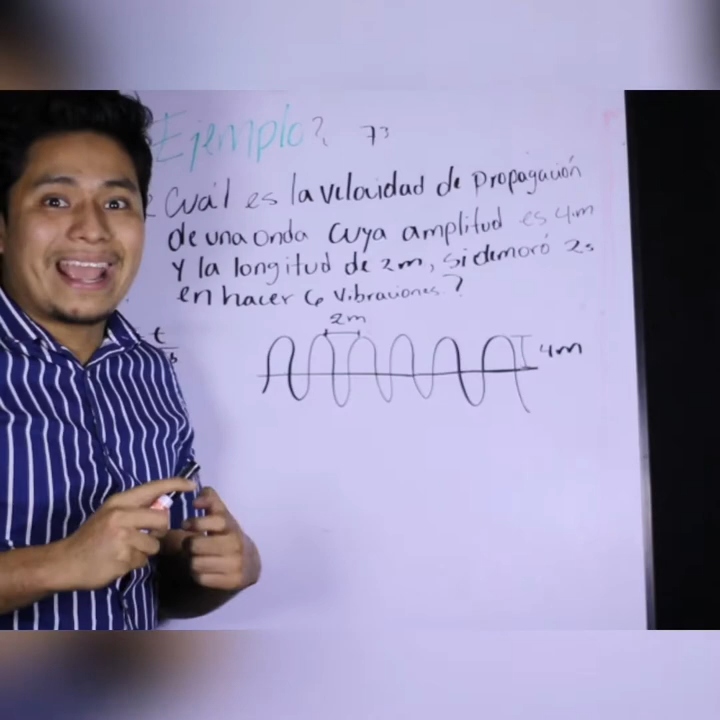 Ejemplo?
73
¿Cuál es la velocidad de propagación
de una onda cuya amplitud es 4m
y la longitud de 2m, si demoró 2s
en hacer 6 vibraciones?
2m
t
4m